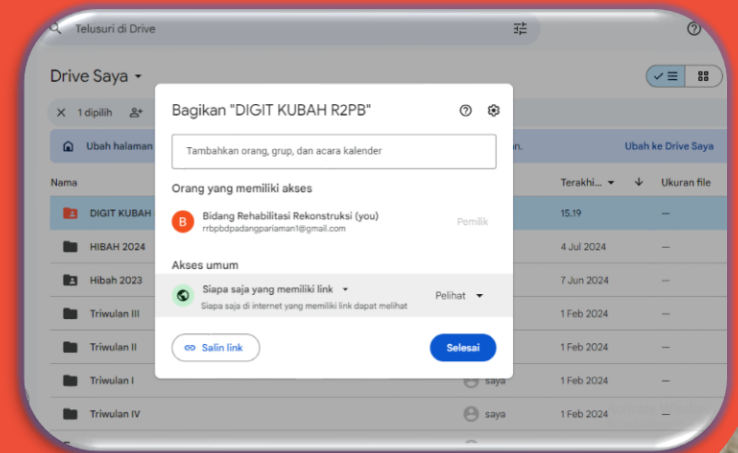 Telusuri di Drive
Drive Saya
1 dipilih
Ubah halaman
an.
Ubah ke Drive Saya
Nama
Terakhi...
Ukuran file
DIGIT KUBAH
15.19
—
HIBAH 2024
4 Jul 2024
—
Hibah 2023
7 Jun 2024
—
Triwulan III
1 Feb 2024
—
Triwulan II
1 Feb 2024
—
Triwulan I
saya
1 Feb 2024
—
Triwulan IV
saya
1 Feb 2024
—
Bagikan "DIGIT KUBAH R2PB"
Tambahkan orang, grup, dan acara kalender
Orang yang memiliki akses
B
Bidang Rehabilitasi Rekonstruksi (you)
rrbpbdpadangpariaman1@gmail.com
Pemilik
Akses umum
Siapa saja yang memiliki link
Siapa saja di internet yang memiliki link dapat melihat
Pelihat
Salin link
Selesai